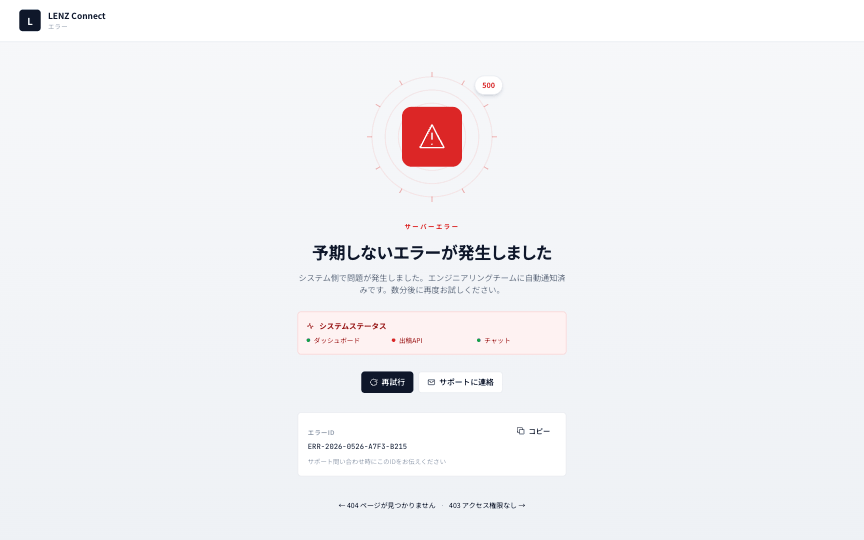 L
LENZ Connect
エラー
500
サーバーエラー
予期しないエラーが発生しました
システム側で問題が発生しました。エンジニアリングチームに自動通知済
みです。数分後に再度お試しください。
システムステータス
ダッシュボード
出稿API
チャット
再試行
サポートに連絡
エラーID
コピー
ERR-2026-0526-A7F3-B215
サポート問い合わせ時にこのIDをお伝えください
← 404 ページが見つかりません · 403 アクセス権限なし →